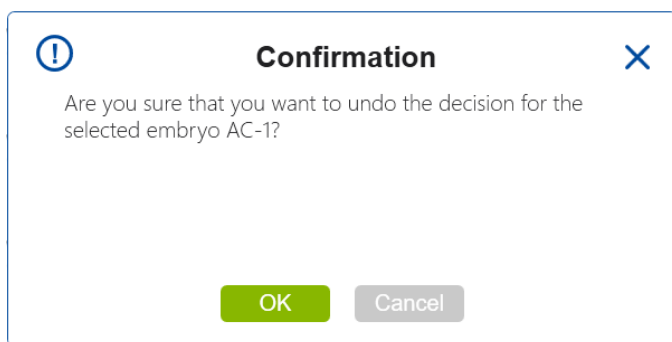 Confirmation
Are you sure that you want to undo the decision for the
selected embryo AC-1?
OK
Cancel